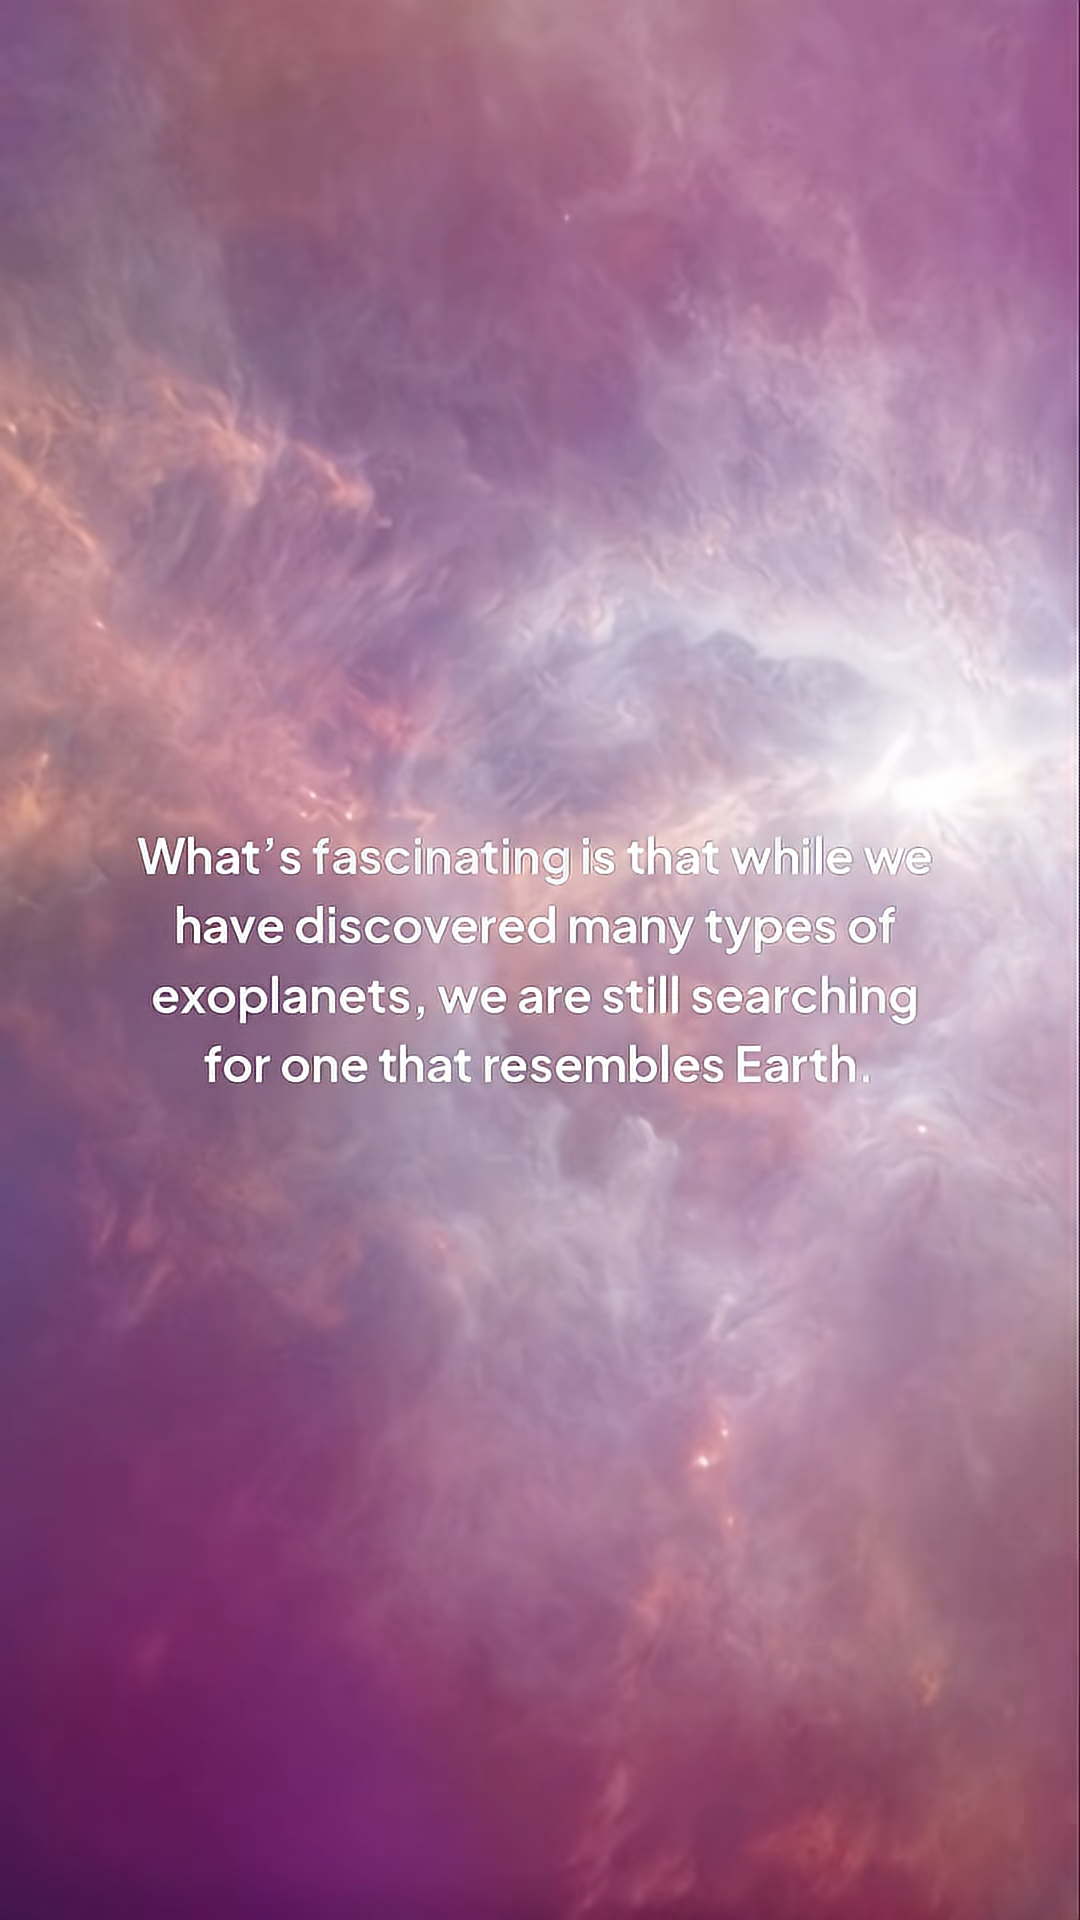 What’s fascinating is that while we
have discovered many types of
exoplanets, we are still searching
for one that resembles Earth.